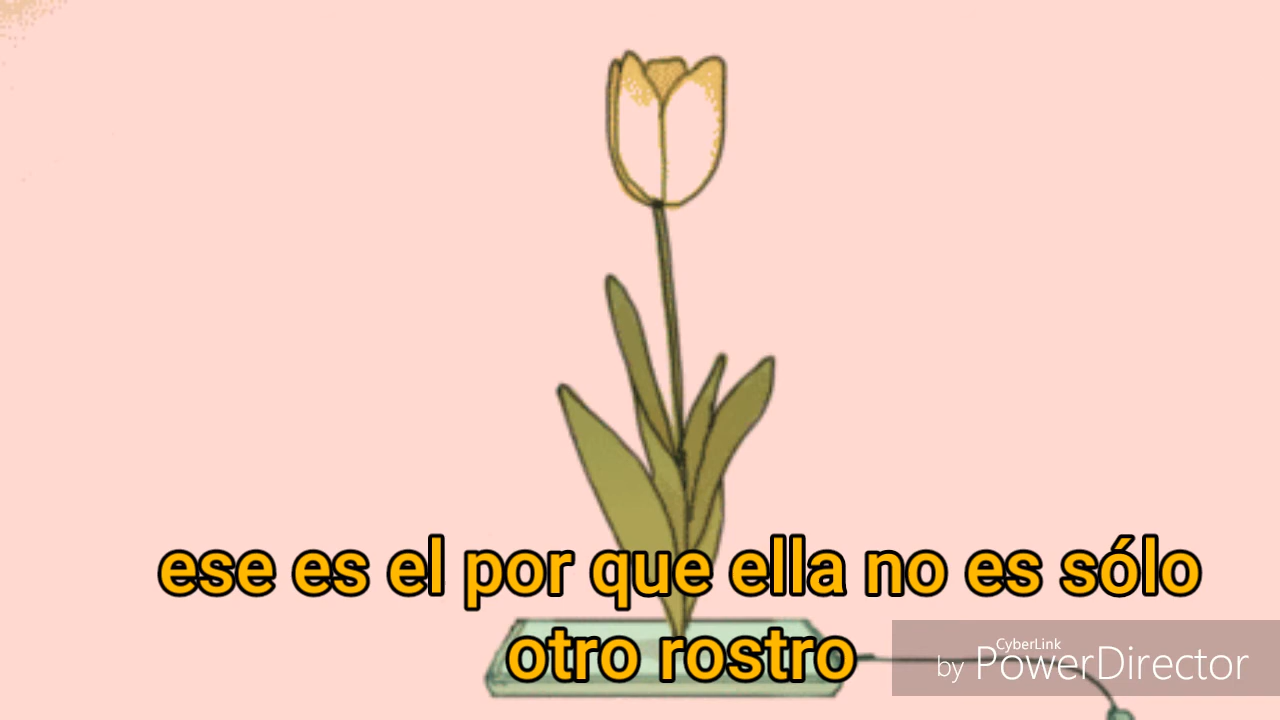 ese es el por que ella no es sólo
otro rostro
CyberLink
by PowerDirector